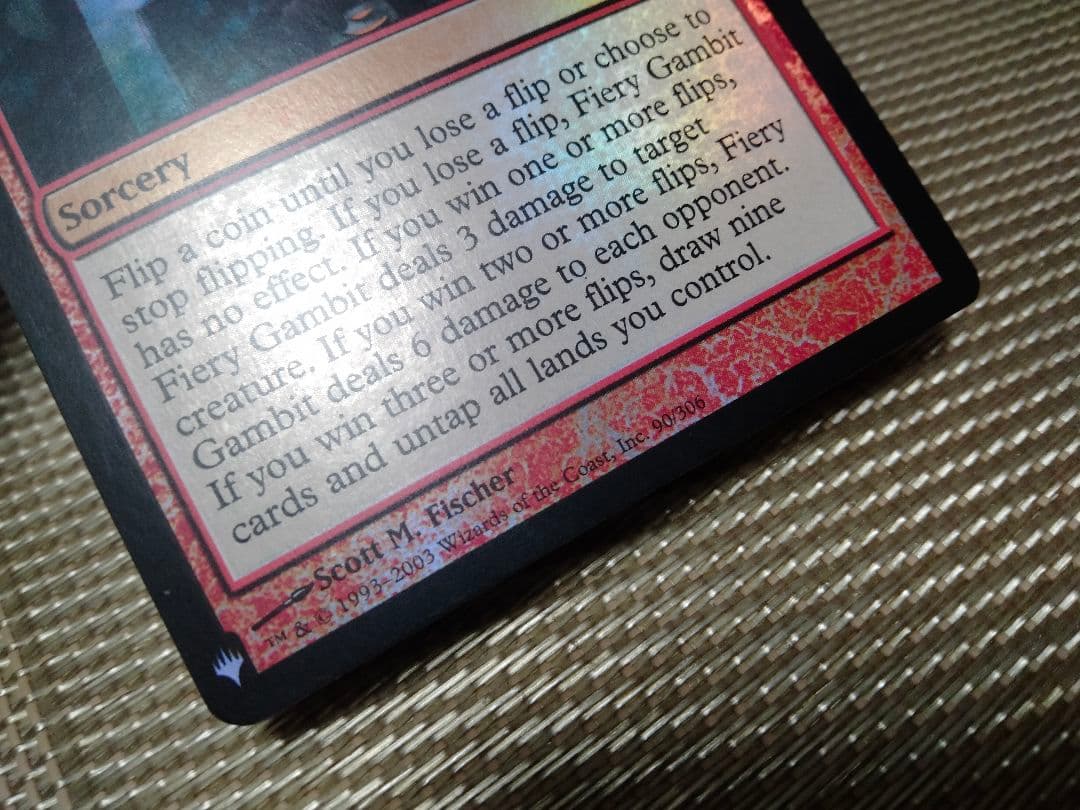 Sorcery
Flip a coin until you lose a flip or choose to
stop flipping. If you lose a flip, Fiery Gambit
has no effect. If you win one or more flips,
Fiery Gambit deals 3 damage to target
creature. If you win two or more flips, Fiery
Gambit deals 6 damage to each opponent.
If you win three or more flips, draw nine
cards and untap all lands you control.
Scott M. Fischer
™ & © 1993–2003 Wizards of the Coast, Inc. 90/306